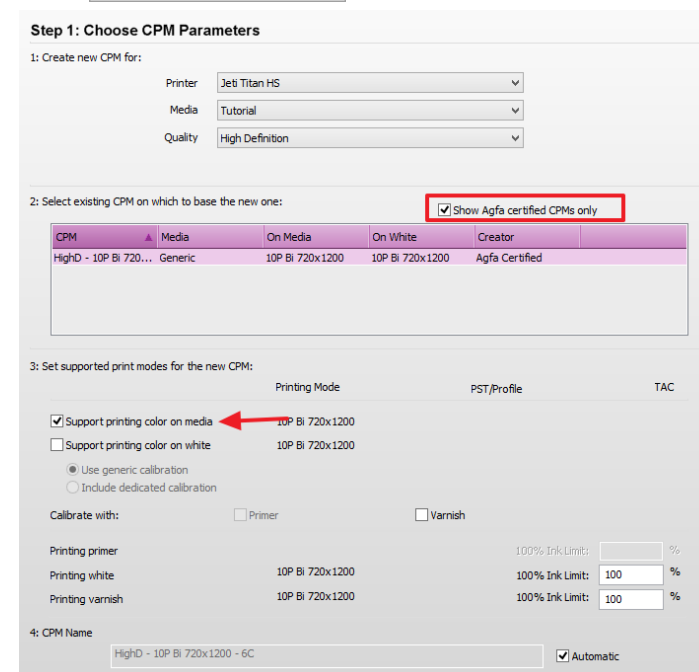 Step 1: Choose CPM Parameters
1: Create new CPM for:
Printer Jeti Titan HS
Media Tutorial
Quality High Definition
2: Select existing CPM on which to base the new one: Show Agfa certified CPMs only
CPM Media On Media On White Creator
HighD - 10P Bi 720... Generic 10P Bi 720x1200 10P Bi 720x1200 Agfa Certified
3: Set supported print modes for the new CPM:
Printing Mode PST/Profile TAC
Support printing color on media 10P Bi 720x1200
Support printing color on white 10P Bi 720x1200
Use generic calibration
Include dedicated calibration
Calibrate with: Primer Varnish
Printing primer 100% Ink Limit: %
Printing white 10P Bi 720x1200 100% Ink Limit: 100 %
Printing varnish 10P Bi 720x1200 100% Ink Limit: 100 %
4: CPM Name
HighD - 10P Bi 720x1200 - 6C Automatic